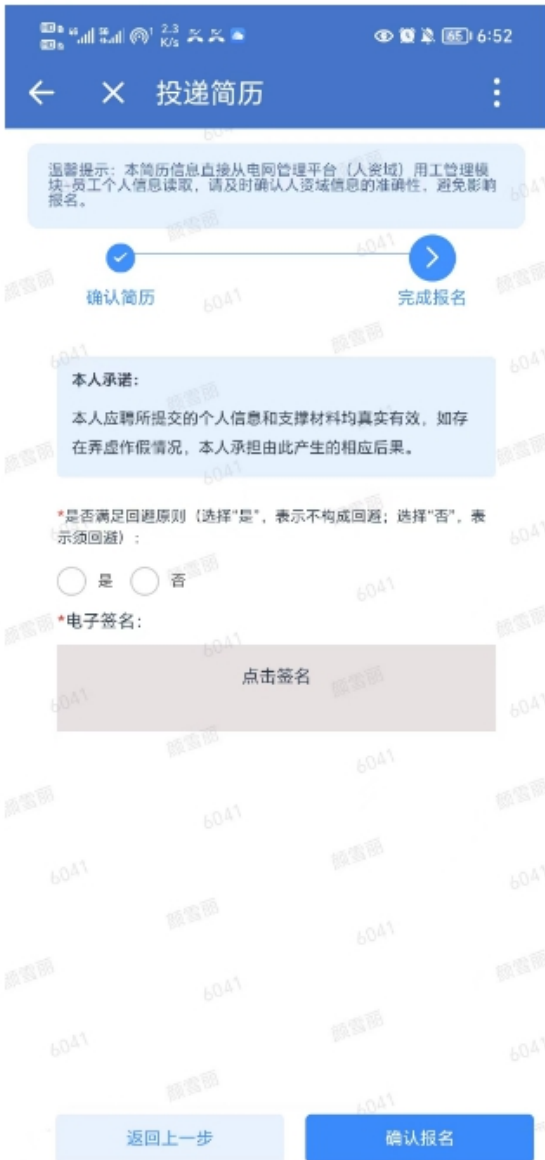 2.3
K/s
65
6:52
投递简历
温馨提示：本简历信息直接从电网管理平台（人资域）用工管理模
块-员工个人信息读取，请及时确认人资域信息的准确性，避免影响
报名。
确认简历
完成报名
本人承诺：
本人应聘所提交的个人信息和支撑材料均真实有效，如存
在弄虚作假情况，本人承担由此产生的相应后果。
*是否满足回避原则（选择"是"，表示不构成回避；选择"否"，表
示须回避）：
是
否
*电子签名：
点击签名
返回上一步
确认报名
颜雪丽
6041